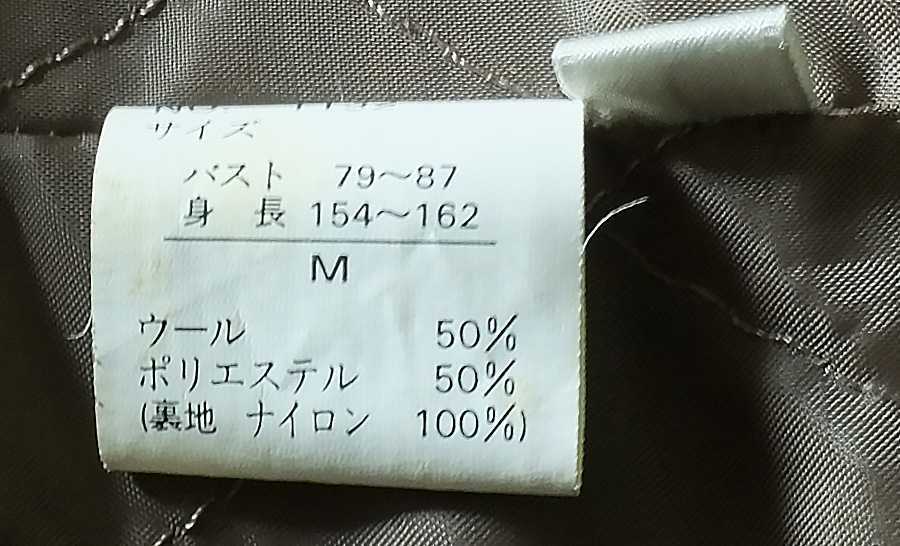 サイズ
バスト 79～87
身 長 154～162
M
ウール 50%
ポリエステル 50%
(裏地 ナイロン 100%)